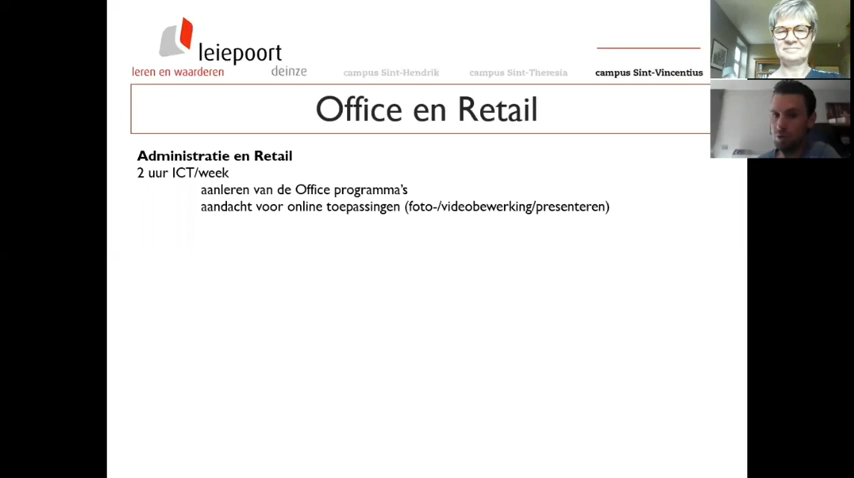 leiepoort
leren en waarderen
deinze
campus Sint-Hendrik
campus Sint-Theresia
campus Sint-Vincentius
Office en Retail
Administratie en Retail
2 uur ICT/week
aanleren van de Office programma's
aandacht voor online toepassingen (foto-/videobewerking/presenteren)